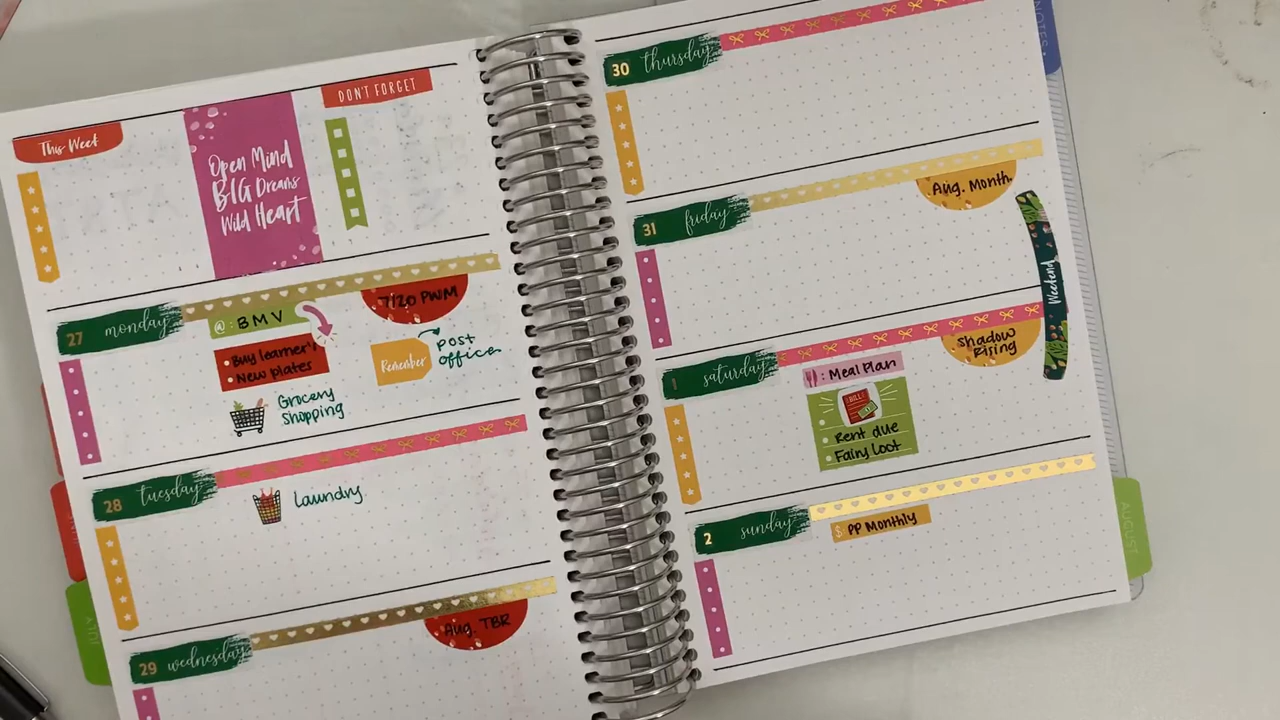 This Week
Open Mind
BIG Dreams
Wild Heart
DON'T FORGET
27 monday
@: BMV
Buy learner's
New plates
7/20 PWM
Remember
post
office
Grocery
Shopping
28 tuesday
Laundry
29 wednesday
Aug. TBR
30 thursday
31 friday
Aug. Month.
Weekend
1 saturday
: Meal Plan
Shadow
Rising
BILL
Rent due
Fairy Loot
2 sunday
$ PP Monthly
NOTES
AUGUST